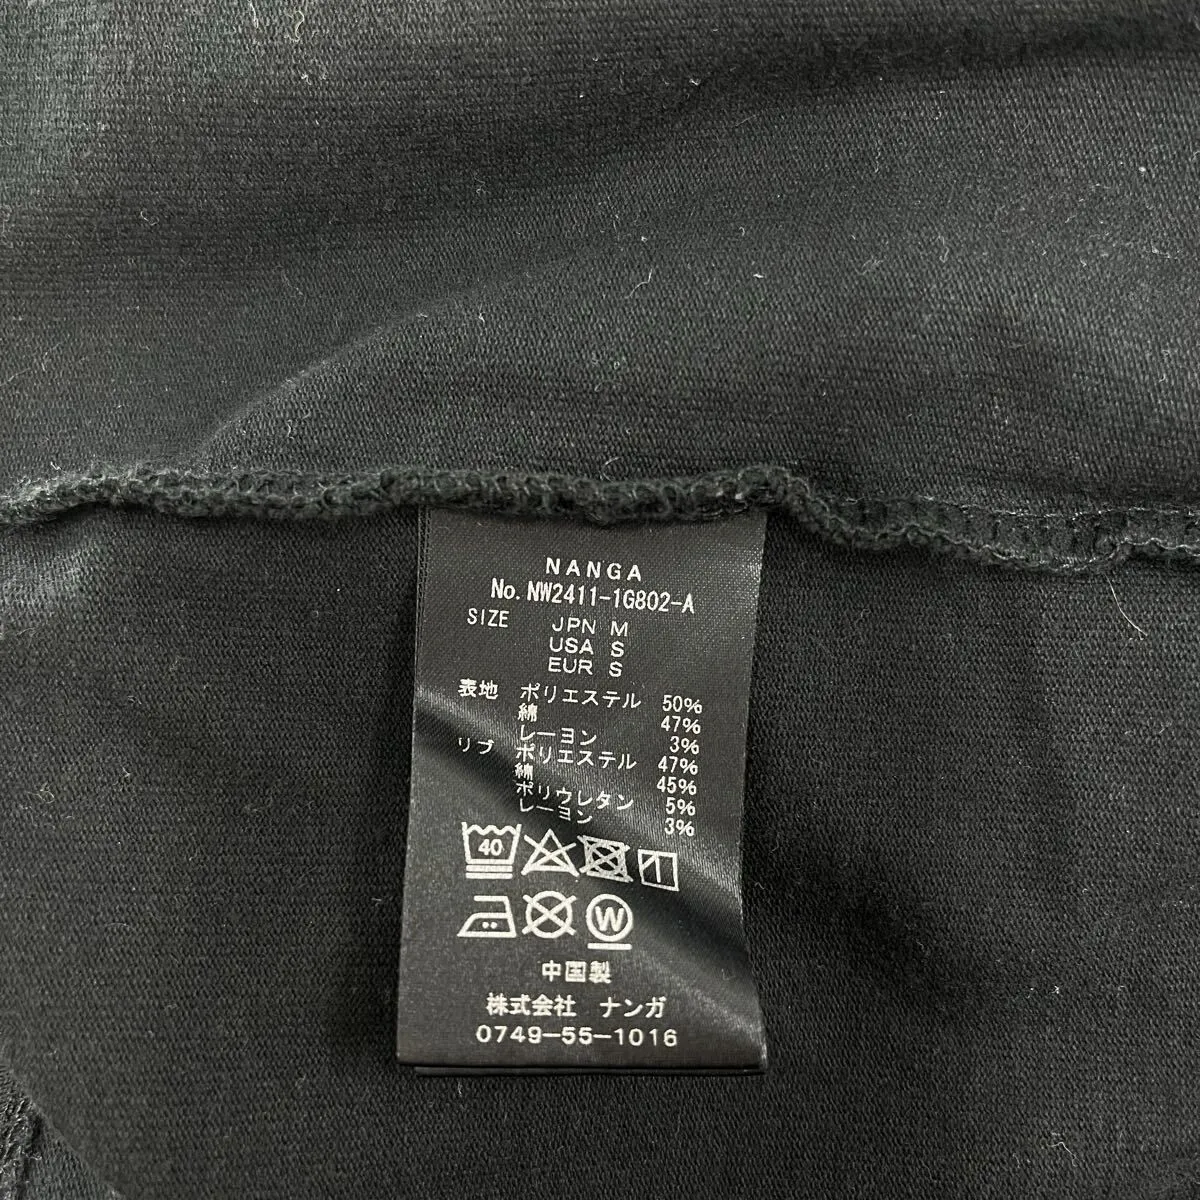 NANGA
No. NW2411-1G802-A
SIZE JPN M
USA S
EUR S
表地 ポリエステル 50%
綿 47%
レーヨン 3%
リブ ポリエステル 47%
綿 45%
ポリウレタン 5%
レーヨン 3%
40
W
中国製
株式会社 ナンガ
0749-55-1016